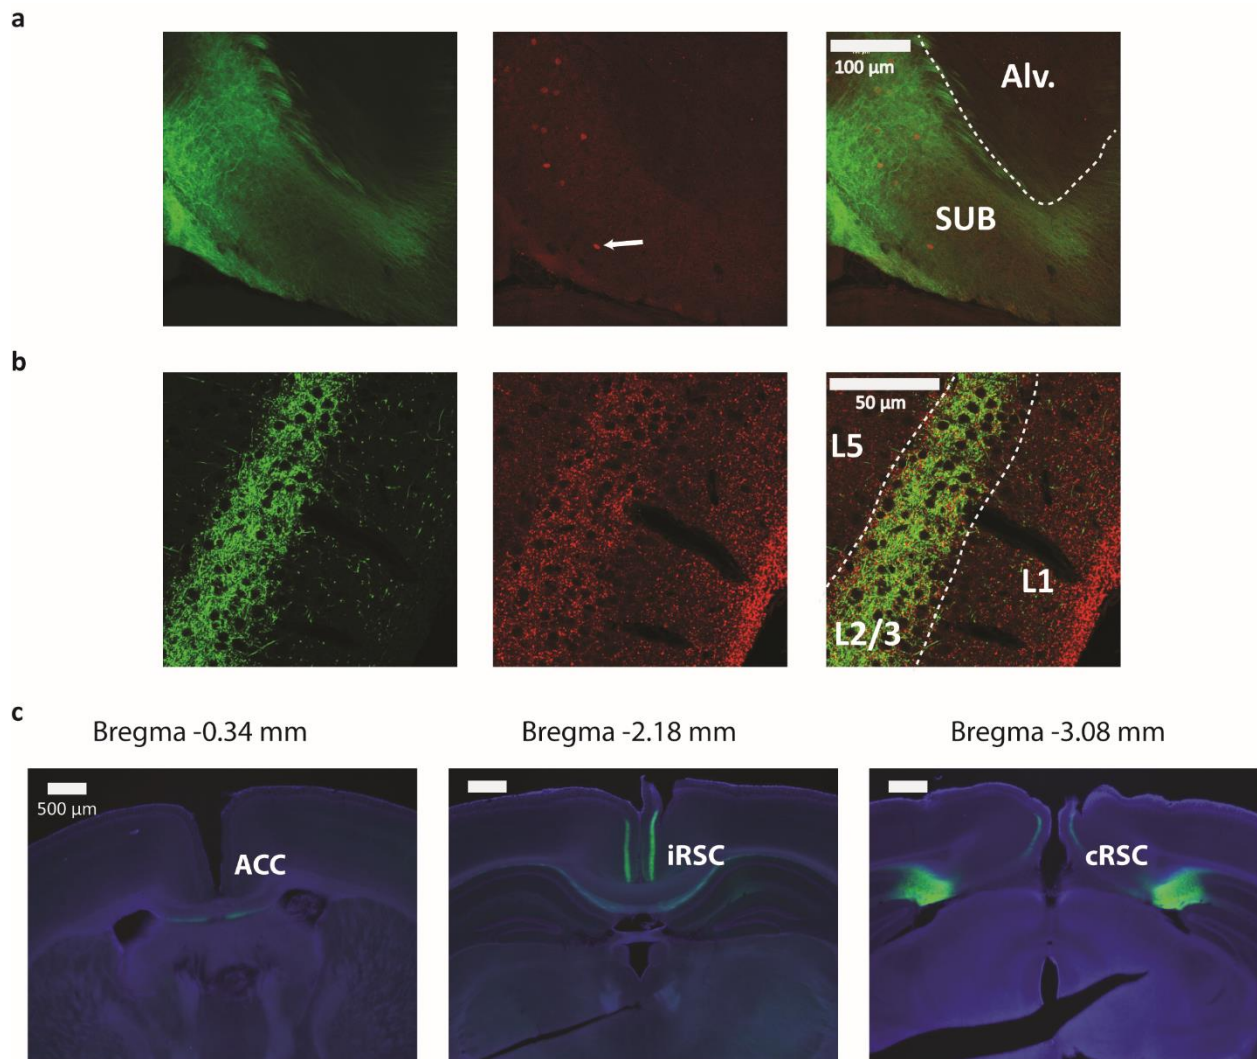 a
100 µm
Alv.
SUB
b
50 µm
L5
L1
L2/3
c
Bregma -0.34 mm
Bregma -2.18 mm
Bregma -3.08 mm
500 µm
ACC
iRSC
cRSC